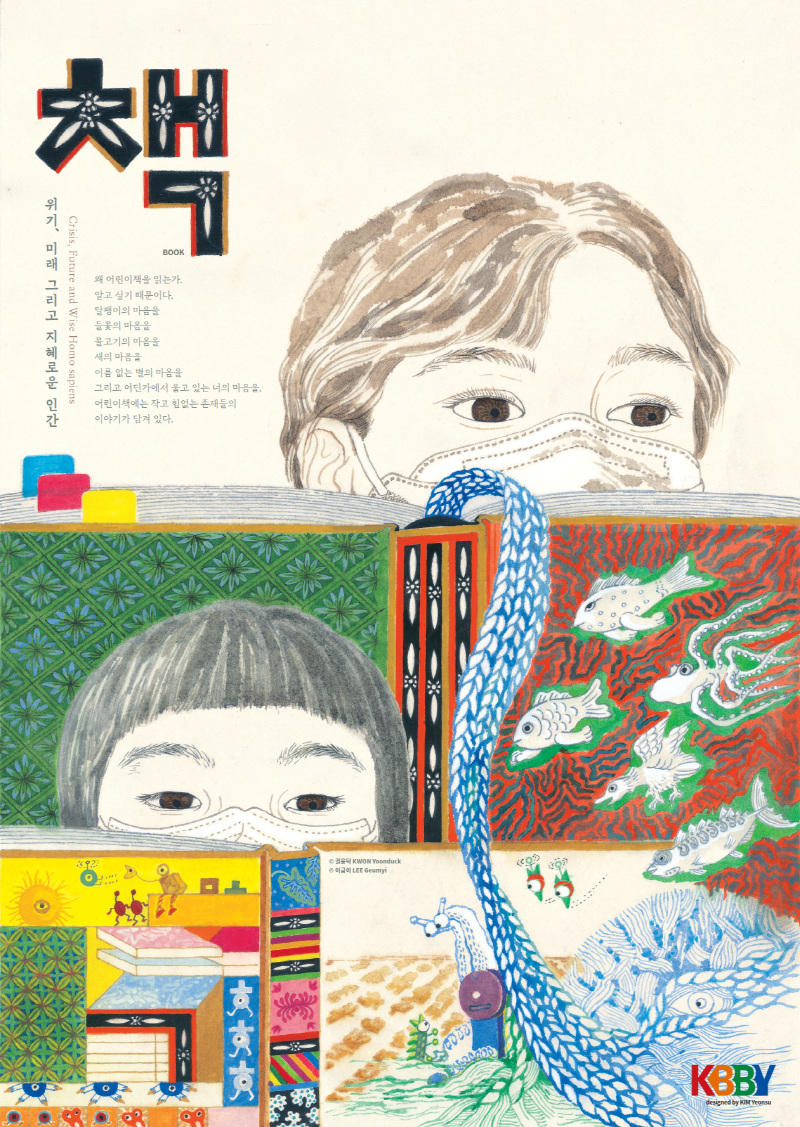 책
BOOK
위기, 미래 그리고 지혜로운 인간
Crisis, Future and Wise Homo sapiens
왜 어린이책을 읽는가.
알고 싶기 때문이다.
달팽이의 마음을
들꽃의 마음을
물고기의 마음을
새의 마음을
이름 없는 별의 마음을
그리고 어딘가에서 울고 있는 너의 마음을,
어린이책에는 작고 힘없는 존재들의
이야기가 담겨 있다.
© 권윤덕 KWON Yoonduck
© 이금이 LEE Geumyi
KBBY
designed by KIM Yeonsu